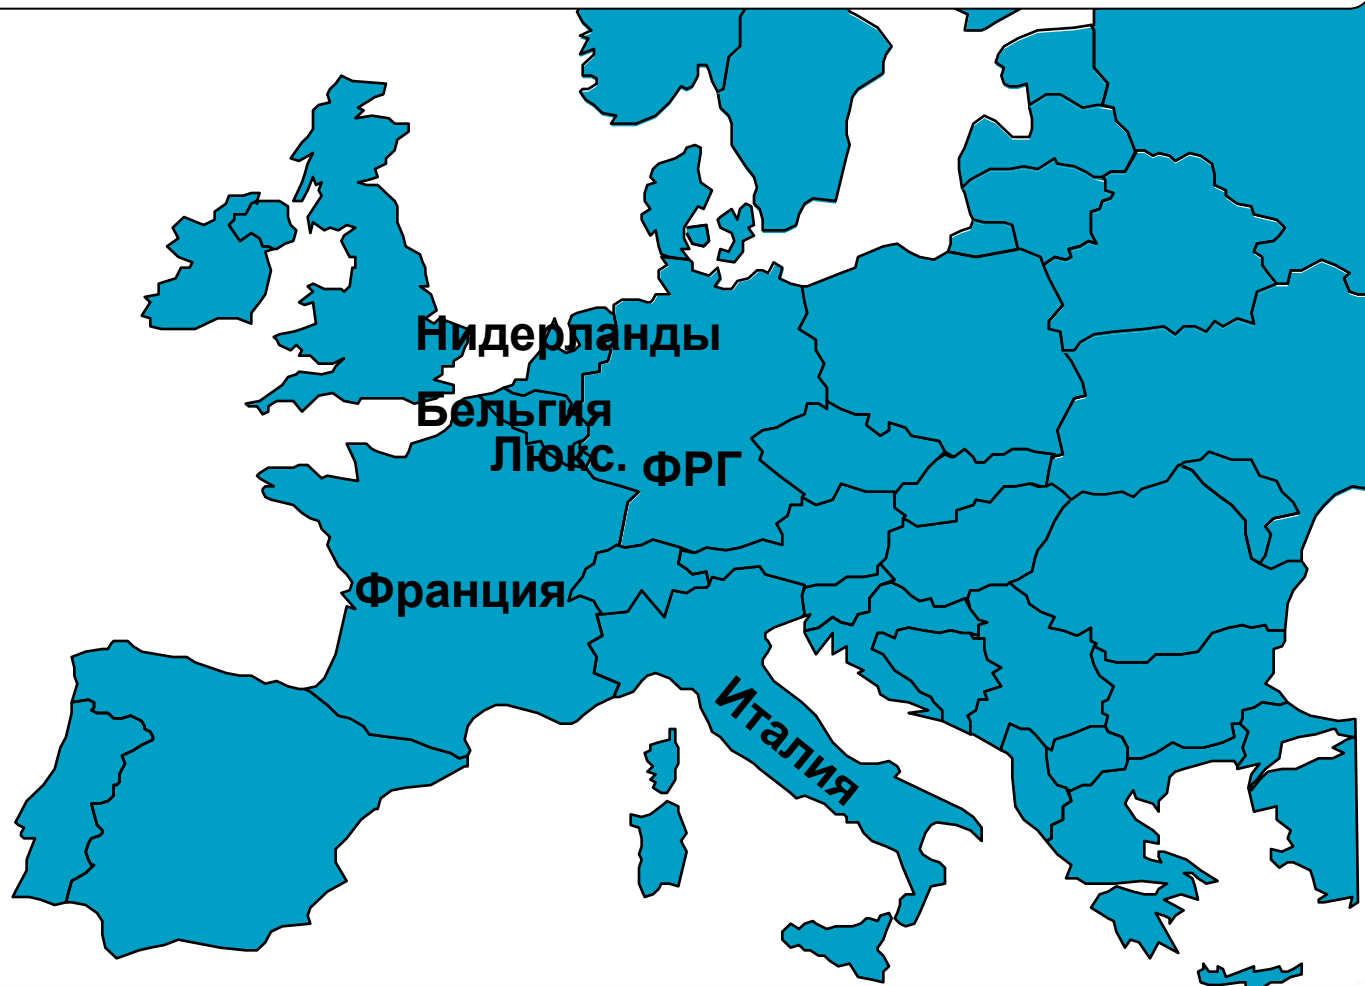 Нидерланды
Бельгия
Люкс.
ФРГ
Франция
Италия